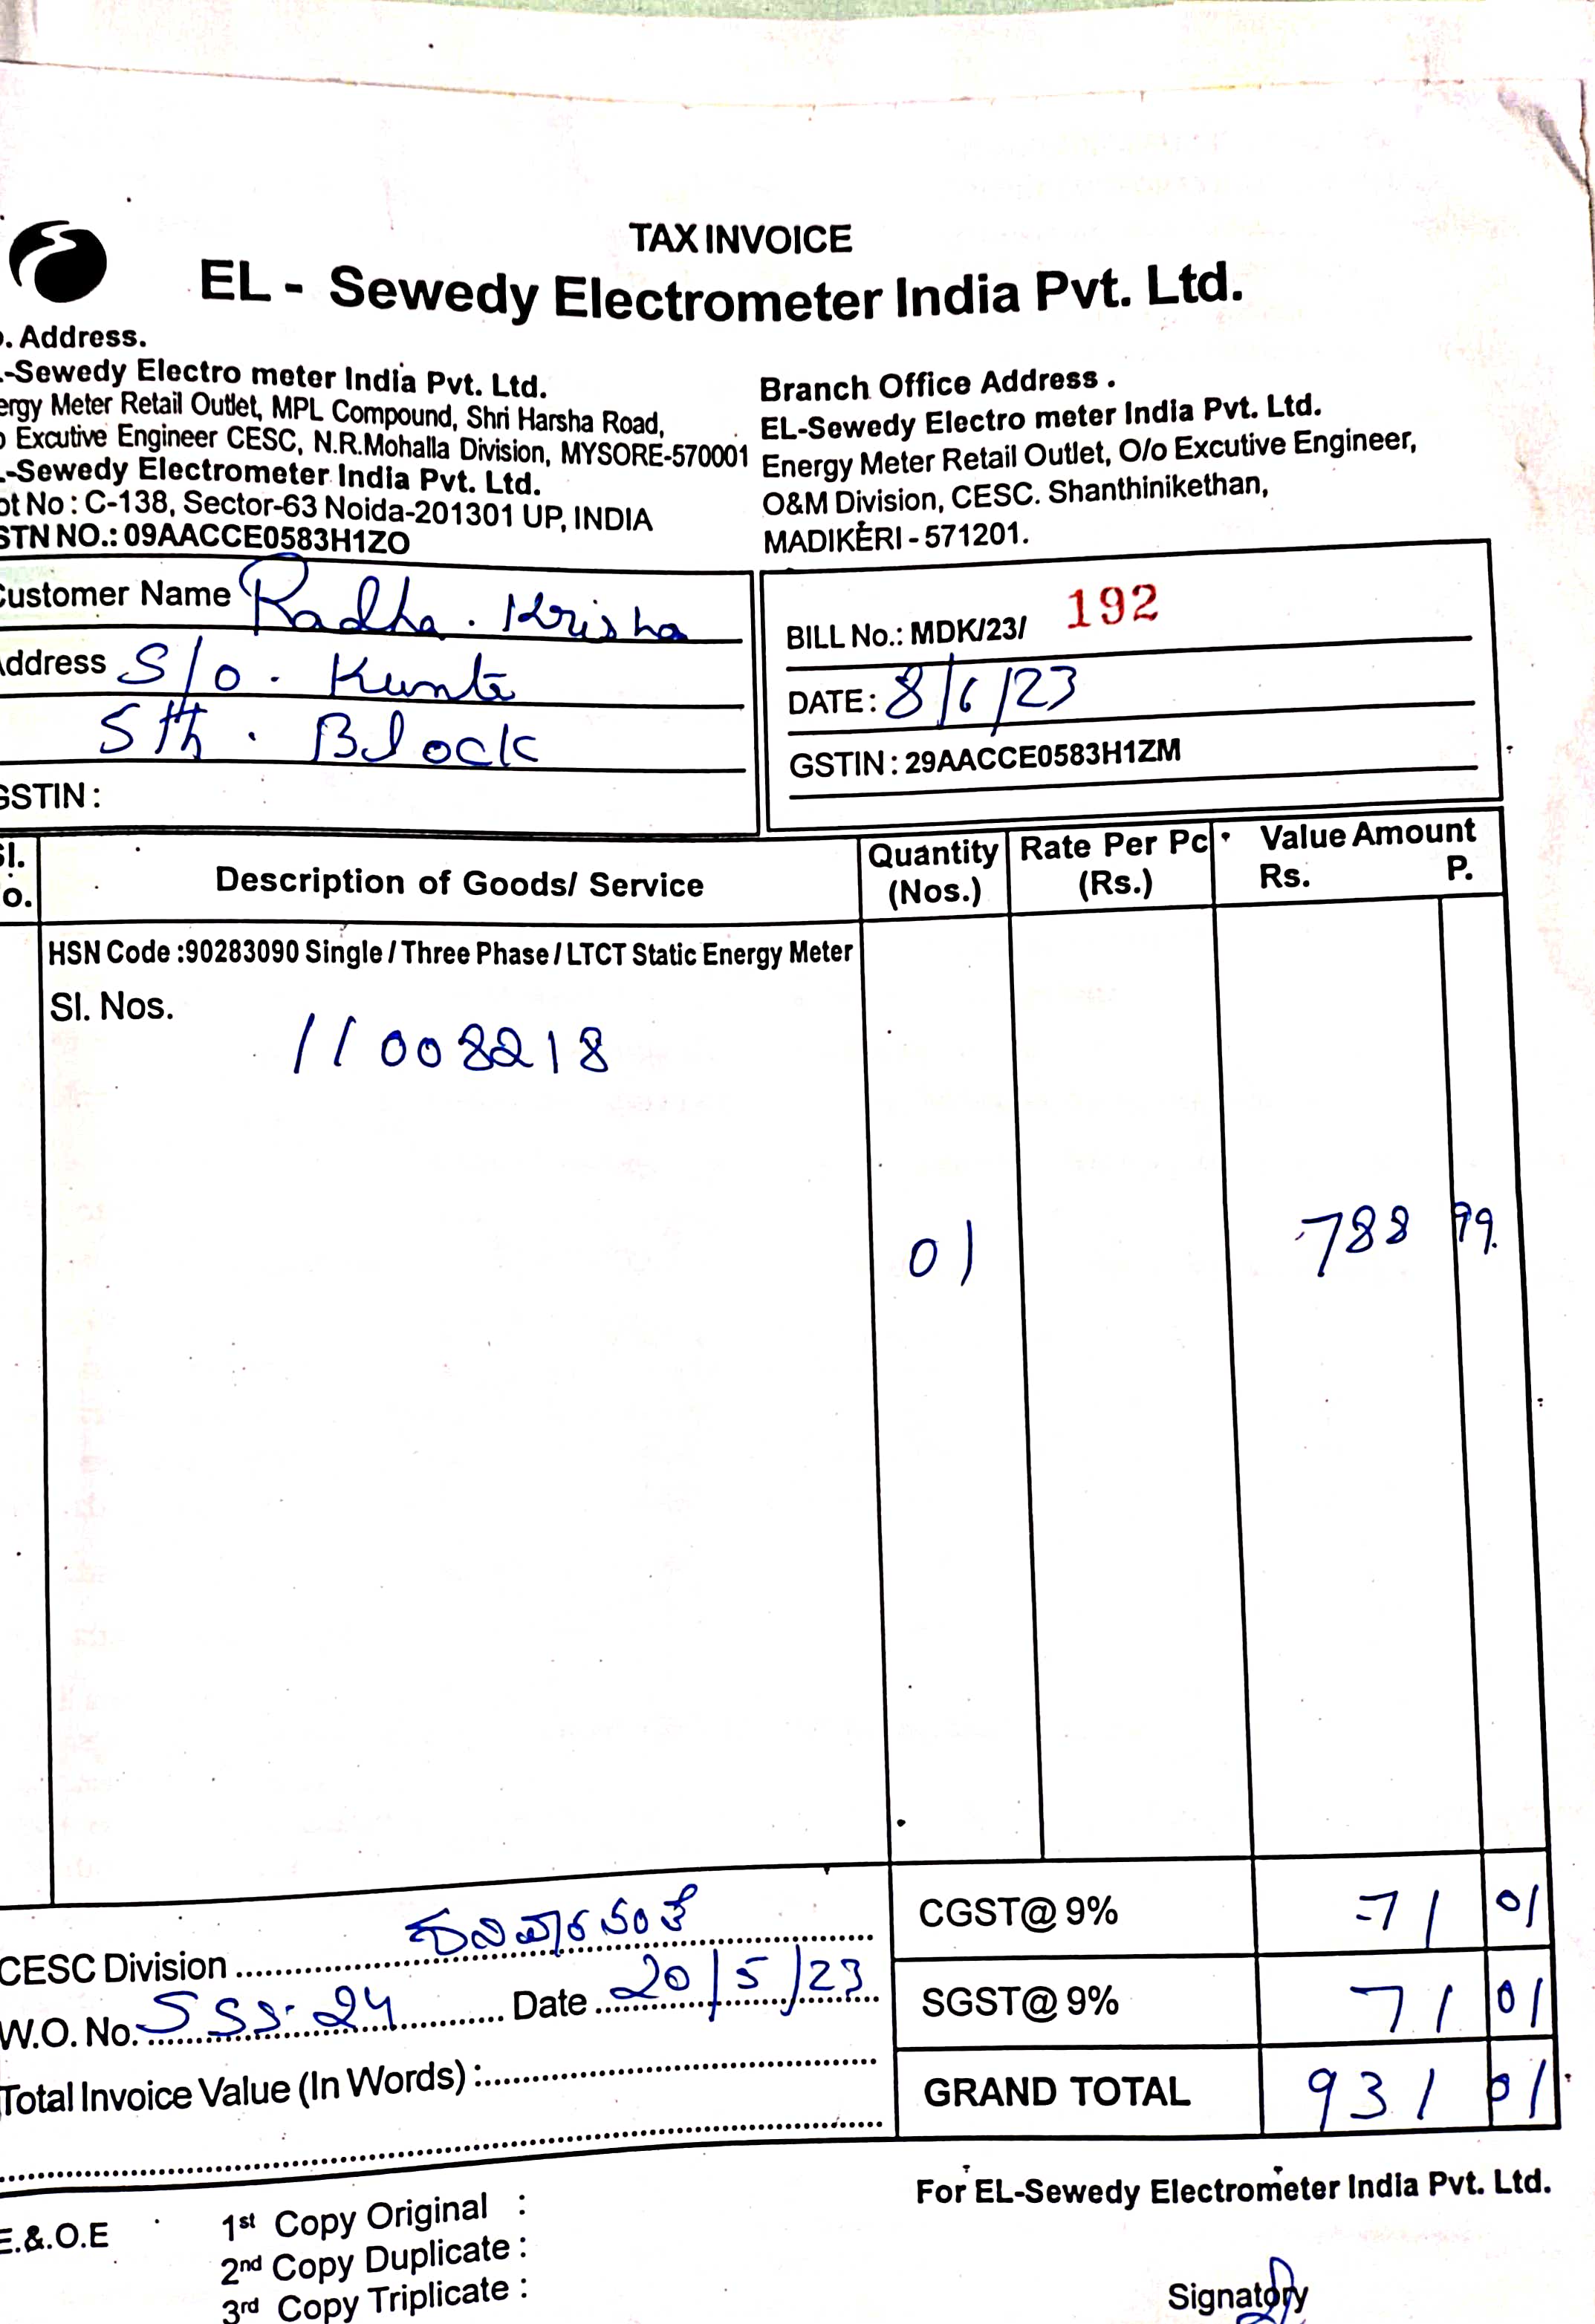 TAX INVOICE
EL - Sewedy Electrometer India Pvt. Ltd.
. Address.
-Sewedy Electro meter India Pvt. Ltd.
ergy Meter Retail Outlet, MPL Compound, Shri Harsha Road,
o Excutive Engineer CESC, N.R.Mohalla Division, MYSORE-570001
-Sewedy Electrometer India Pvt. Ltd.
ot No : C-138, Sector-63 Noida-201301 UP, INDIA
STN NO.: 09AACCE0583H1ZO
Branch Office Address .
EL-Sewedy Electro meter India Pvt. Ltd.
Energy Meter Retail Outlet, O/o Excutive Engineer,
O&M Division, CESC. Shanthinikethan,
MADIKERI - 571201.
Customer Name Radha . Krisha
Address S/o . Kunti
5th . Block
GSTIN :
BILL No.: MDK/23/ 192
DATE : 8/6/23
GSTIN : 29AACCE0583H1ZM
Sl. No. Description of Goods/ Service Quantity (Nos.) Rate Per Pc (Rs.) Value Amount Rs. P.
HSN Code :90283090 Single / Three Phase / LTCT Static Energy Meter
Sl. Nos.
11008218
01 788 99.
CESC Division ಶನಿವಾರಸಂತೆ
W.O. No. SSS-24 Date 20/5/23
Total Invoice Value (In Words) :
CGST@ 9% 71 01
SGST@ 9% 71 01
GRAND TOTAL 931 01
For EL-Sewedy Electrometer India Pvt. Ltd.
E.&.O.E
1st Copy Original :
2nd Copy Duplicate :
3rd Copy Triplicate :
Signatory